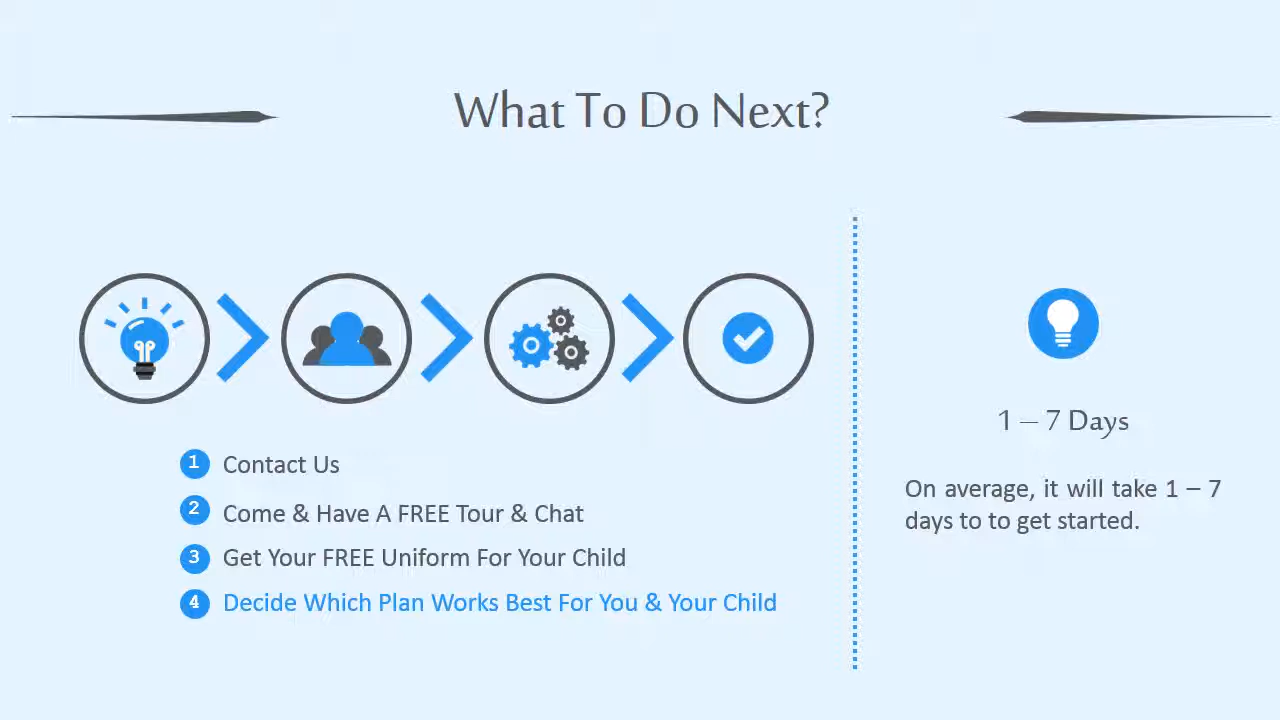 What To Do Next?
1 Contact Us
2 Come & Have A FREE Tour & Chat
3 Get Your FREE Uniform For Your Child
4 Decide Which Plan Works Best For You & Your Child
1 – 7 Days
On average, it will take 1 – 7
days to to get started.